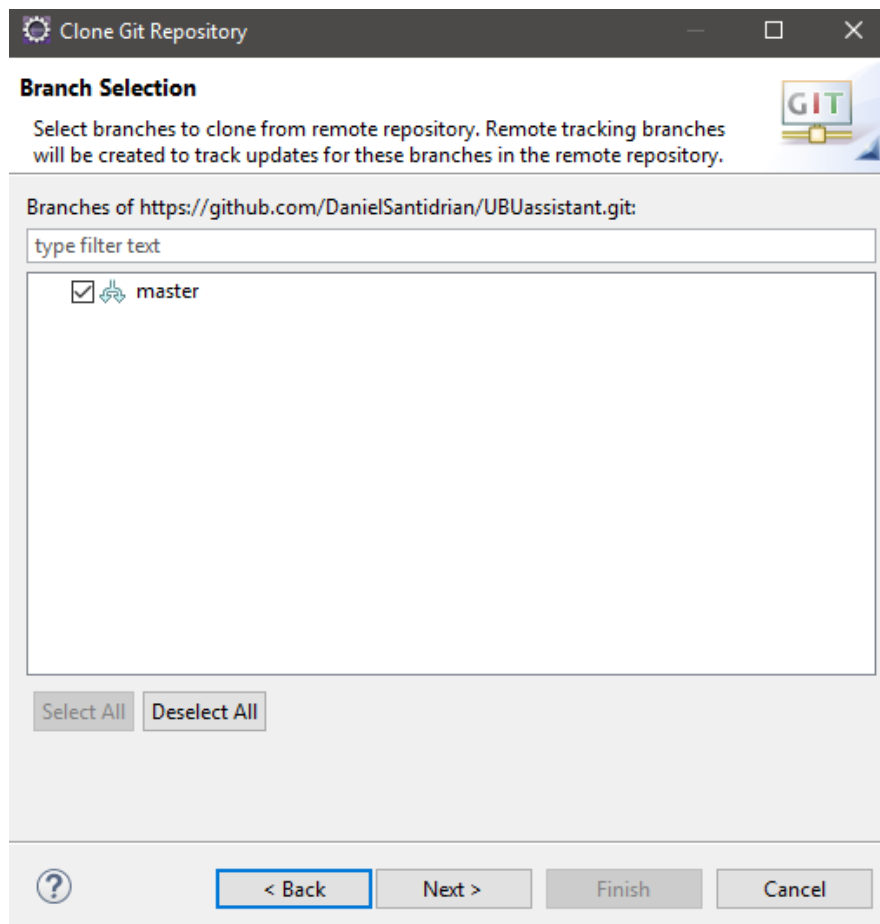 Clone Git Repository
Branch Selection
GIT
Select branches to clone from remote repository. Remote tracking branches
will be created to track updates for these branches in the remote repository.
Branches of https://github.com/DanielSantidrian/UBUassistant.git:
type filter text
master
Select All
Deselect All
?
< Back
Next >
Finish
Cancel